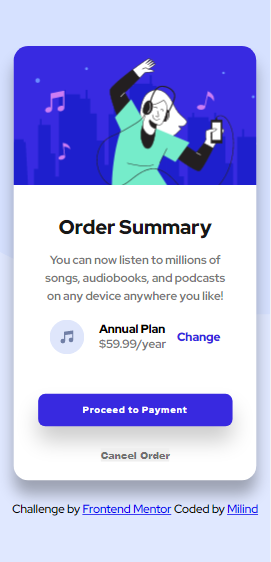 Order Summary
You can now listen to millions of
songs, audiobooks, and podcasts
on any device anywhere you like!
Annual Plan
$59.99/year
Change
Proceed to Payment
Cancel Order
Challenge by Frontend Mentor Coded by Milind